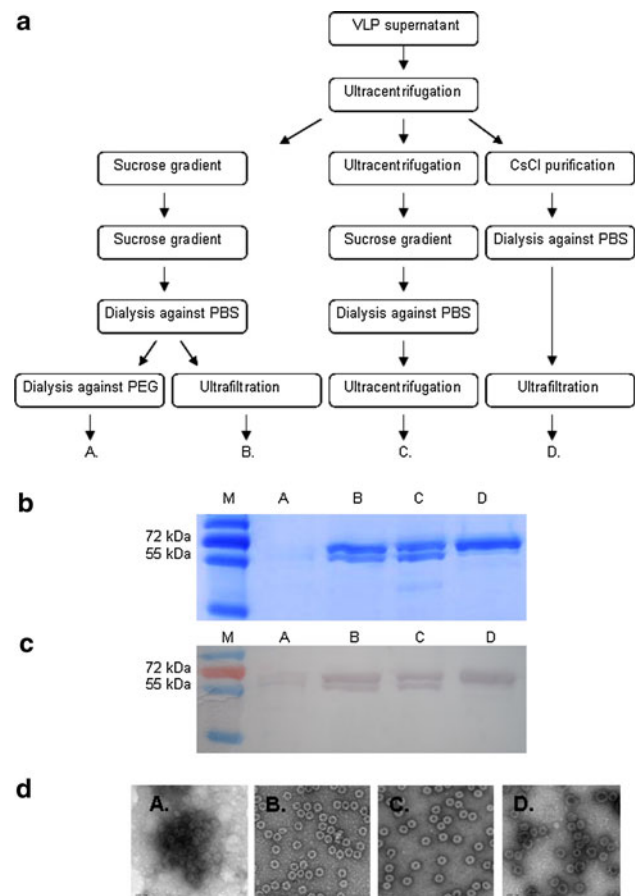 a
VLP supernatant
Ultracentrifugation
Sucrose gradient
Ultracentrifugation
CsCl purification
Sucrose gradient
Sucrose gradient
Dialysis against PBS
Dialysis against PBS
Dialysis against PBS
Dialysis against PEG
Ultrafiltration
Ultracentrifugation
Ultrafiltration
A.
B.
C.
D.
b
M A B C D
72 kDa
55 kDa
c
M A B C D
72 kDa
55 kDa
d
A. B. C. D.